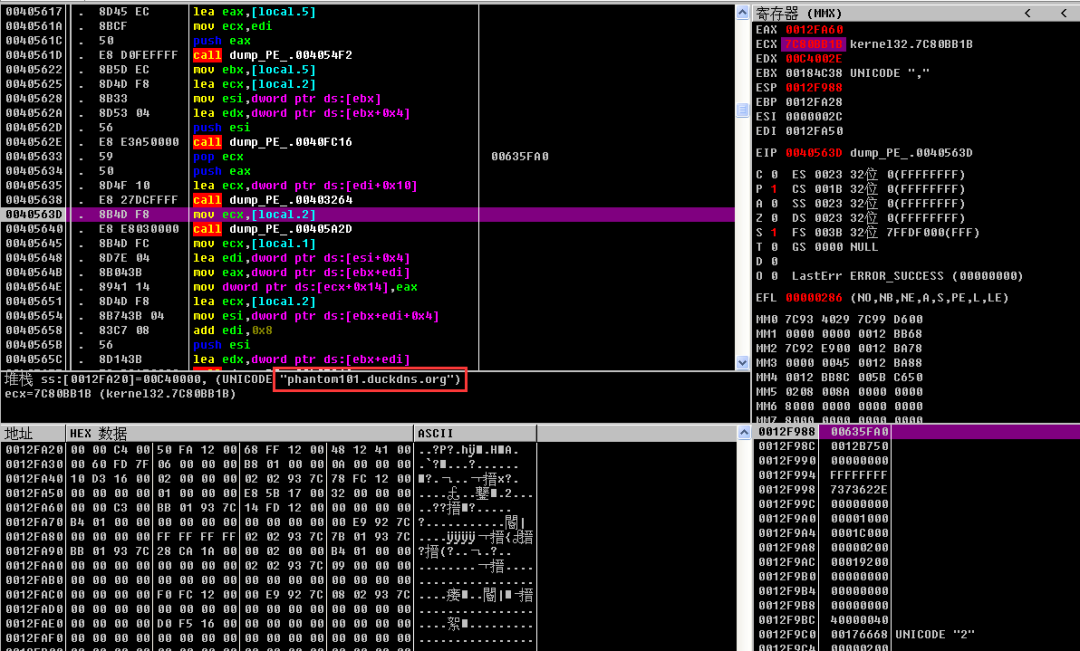 00405617 . 8D45 EC lea eax,[local.5]
0040561A . 8BCF mov ecx,edi
0040561C . 50 push eax
0040561D . E8 D0FEFFFF call dump_PE_.004054F2
00405622 . 8B5D EC mov ebx,[local.5]
00405625 . 8D4D F8 lea ecx,[local.2]
00405628 . 8B33 mov esi,dword ptr ds:[ebx]
0040562A . 8D53 04 lea edx,dword ptr ds:[ebx+0x4]
0040562D . 56 push esi
0040562E . E8 E3A50000 call dump_PE_.0040FC16
00405633 . 59 pop ecx 00635FA0
00405634 . 50 push eax
00405635 . 8D4F 10 lea ecx,dword ptr ds:[edi+0x10]
00405638 . E8 27DCFFFF call dump_PE_.00403264
0040563D . 8B4D F8 mov ecx,[local.2]
00405640 . E8 E8030000 call dump_PE_.00405A2D
00405645 . 8B4D FC mov ecx,[local.1]
00405648 . 8D7E 04 lea edi,dword ptr ds:[esi+0x4]
0040564B . 8B043B mov eax,dword ptr ds:[ebx+edi]
0040564E . 8941 14 mov dword ptr ds:[ecx+0x14],eax
00405651 . 8D4D F8 lea ecx,[local.2]
00405654 . 8B743B 04 mov esi,dword ptr ds:[ebx+edi+0x4]
00405658 . 83C7 08 add edi,0x8
0040565B . 56 push esi
0040565C . 8D143B lea edx,dword ptr ds:[ebx+edi]
堆栈 ss:[0012FA20]=00C40000, (UNICODE "phantom101.duckdns.org")
ecx=7C80BB1B (kernel32.7C80BB1B)
寄存器 (MMX) < <
EAX 0012FA60
ECX 7C80BB1B kernel32.7C80BB1B
EDX 00C4002E
EBX 00184C38 UNICODE ","
ESP 0012F988
EBP 0012FA28
ESI 0000002C
EDI 0012FA50
EIP 0040563D dump_PE_.0040563D
C 0 ES 0023 32位 0(FFFFFFFF)
P 1 CS 001B 32位 0(FFFFFFFF)
A 0 SS 0023 32位 0(FFFFFFFF)
Z 0 DS 0023 32位 0(FFFFFFFF)
S 1 FS 003B 32位 7FFDF000(FFF)
T 0 GS 0000 NULL
D 0
O 0 LastErr ERROR_SUCCESS (00000000)
EFL 00000286 (NO,NB,NE,A,S,PE,L,LE)
MM0 7C93 4029 7C99 D600
MM1 0000 0000 0012 BB68
MM2 7C92 E900 0012 BA78
MM3 0000 0045 0012 BA88
MM4 0012 BB8C 005B C650
MM5 0208 008A 0000 0000
MM6 8000 0000 0000 0000
MM7 8000 0000 0000 0000
地址 HEX 数据 ASCII
0012FA20 00 00 C4 00 50 FA 12 00 68 FF 12 00 48 12 41 00
0012FA30 00 60 FD 7F 06 00 00 00 B8 01 00 00 0A 00 00 00
0012FA40 10 D3 16 00 02 00 00 00 02 02 93 7C 78 FC 12 00
0012FA50 00 00 00 00 01 00 00 00 E8 5B 17 00 32 00 00 00
0012FA60 00 00 C3 00 BB 01 93 7C 14 FD 12 00 00 00 00 00
0012FA70 B4 01 00 00 00 00 00 00 00 00 00 00 00 E9 92 7C
0012FA80 FF FF FF FF 02 02 93 7C 7B 01 93 7C
0012FA90 BB 01 93 7C 28 CA 1A 00 00 02 00 00 B4 01 00 00
0012FAA0 00 00 00 00 00 00 00 00 02 02 93 7C 09 00 00 00
0012FAB0 00 00 00 00 00 00 00 00 00 00 00 00 00 00 00 00
0012FAC0 00 00 00 00 F0 FC 12 00 00 E9 92 7C 08 02 93 7C
0012FAD0 00 00 00 00 00 00 00 00 00 00 00 00 00 00 00 00
0012FAE0 00 00 00 00 D0 F5 16 00 00 00 00 00 00 00 00 00
0012FAF0 00 00 00 00 00 00 00 00 00 00 00 00 00 00 00 00
0012F988 00635FA0
0012F98C 0012B750
0012F990 00000000
0012F994 FFFFFFFF
0012F998 7373622E
0012F99C 00000000
0012F9A0 00001000
0012F9A4 0001C000
0012F9A8 00000200
0012F9AC 00019200
0012F9B0 00000000
0012F9B4 00000000
0012F9B8 00000000
0012F9BC 40000040
0012F9C0 00176668 UNICODE "2"
0012F9C4 00000200